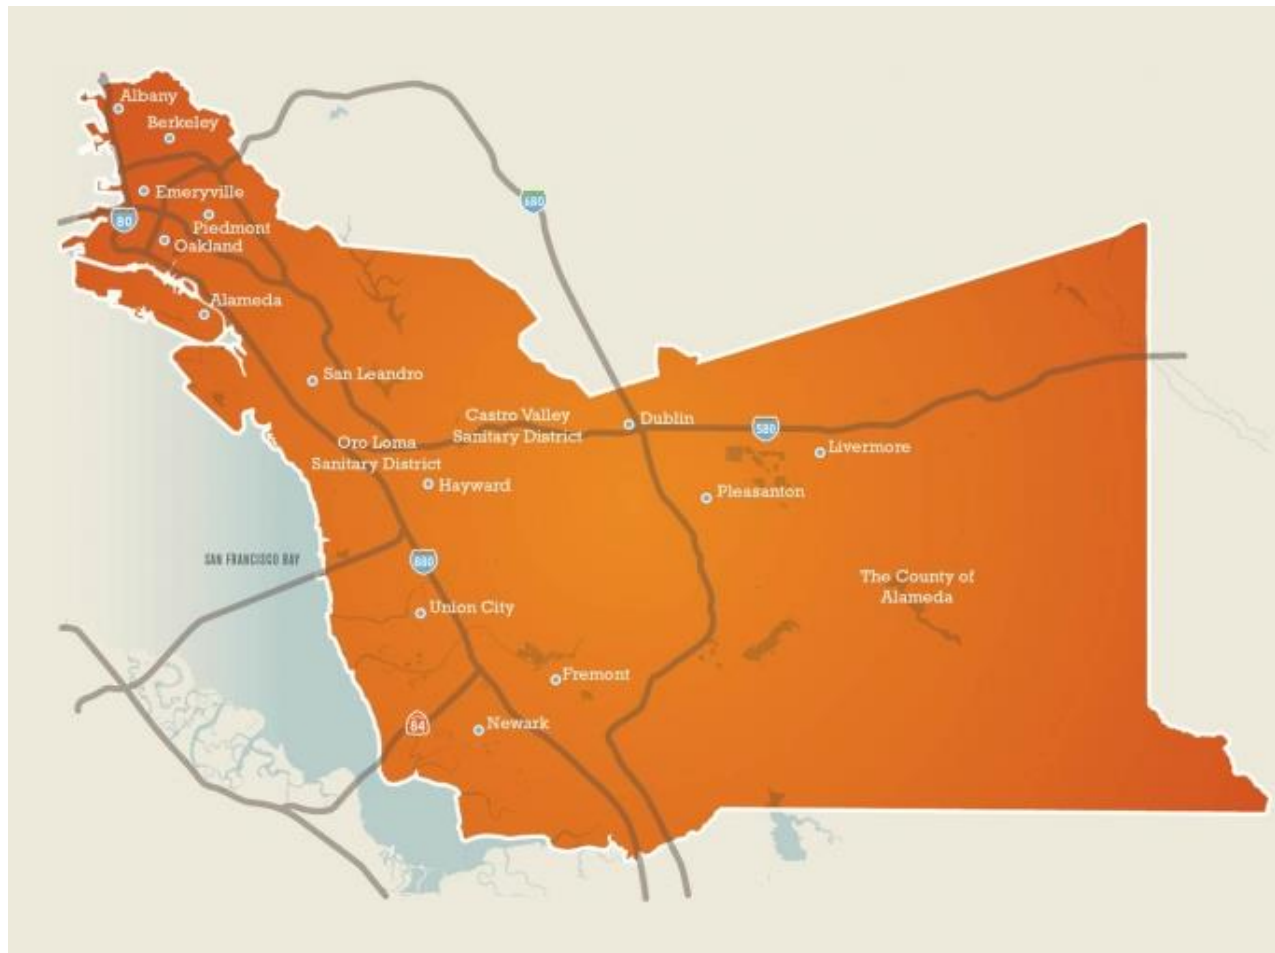 Albany
Berkeley
680
Emeryville
80
Piedmont
Oakland
Alameda
San Leandro
Castro Valley
Sanitary District
Dublin
580
Oro Loma
Sanitary District
Livermore
Hayward
Pleasanton
SAN FRANCISCO BAY
880
The County of
Alameda
Union City
Fremont
84
Newark